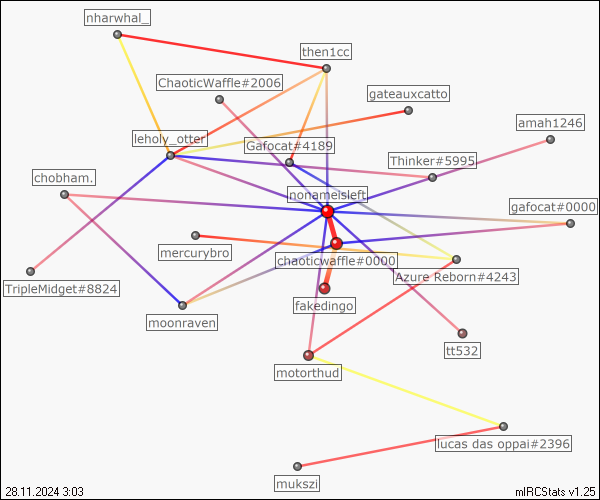 nharwhal_
then1cc
ChaoticWaffle#2006
gateauxcatto
amah1246
leholy_otter
Gafocat#4189
Thinker#5995
chobham.
nonameisleft
gafocat#0000
mercurybro
chaoticwaffle#0000
Azure Reborn#4243
TripleMidget#8824
fakedingo
moonraven
tt532
motorthud
lucas das oppai#2396
mukszi
28.11.2024 3:03
mIRCStats v1.25